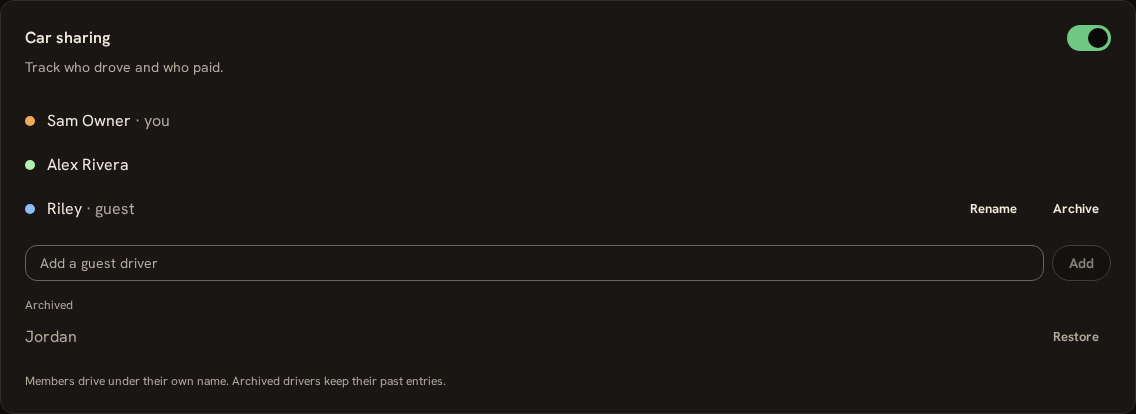 Car sharing
Track who drove and who paid.
Sam Owner · you
Alex Rivera
Riley · guest
Rename
Archive
Add a guest driver
Add
Archived
Jordan
Restore
Members drive under their own name. Archived drivers keep their past entries.